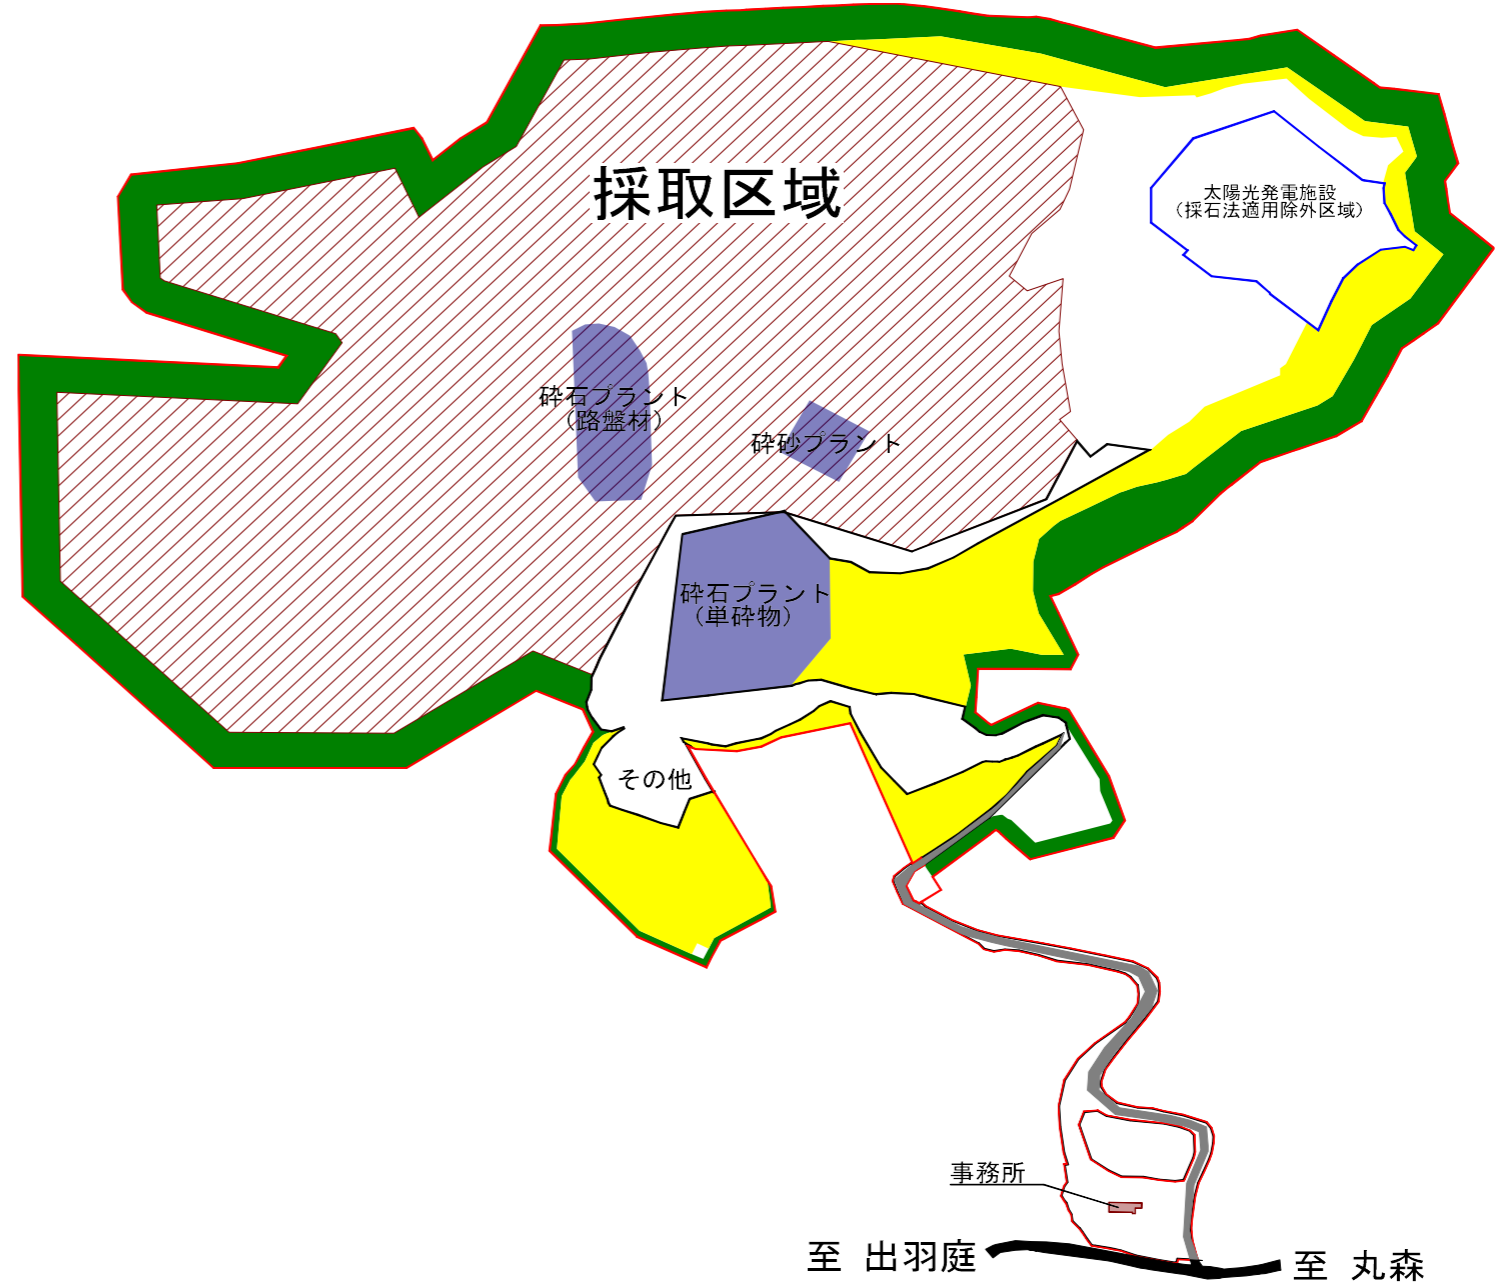 採取区域
太陽光発電施設
（採石法適用除外区域）
砕石プラント
（路盤材）
砕砂プラント
砕石プラント
（単砕物）
その他
事務所
至 出羽庭
至 丸森